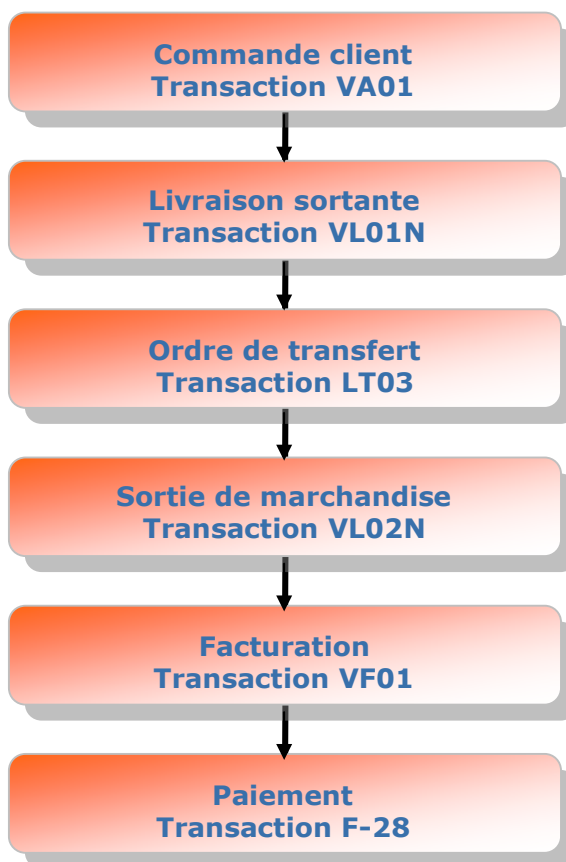 Commande client
Transaction VA01
Livraison sortante
Transaction VL01N
Ordre de transfert
Transaction LT03
Sortie de marchandise
Transaction VL02N
Facturation
Transaction VF01
Paiement
Transaction F-28